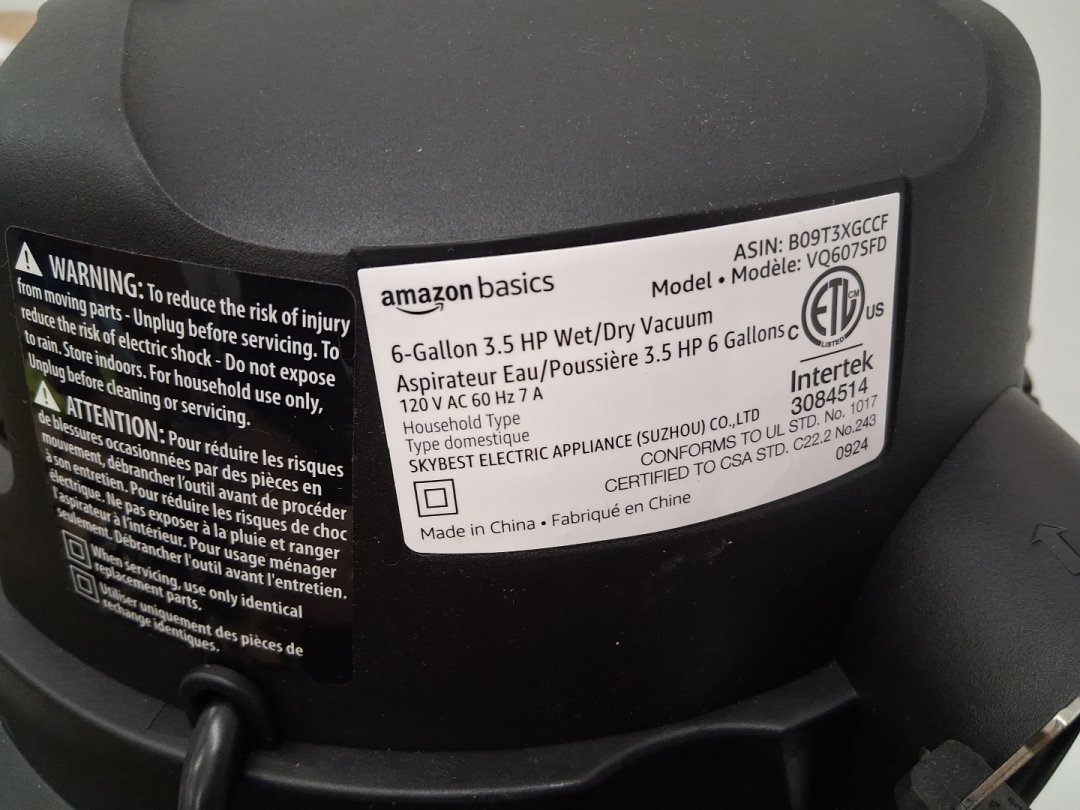 WARNING: To reduce the risk of injury
from moving parts - Unplug before servicing. To
reduce the risk of electric shock - Do not expose
to rain. Store indoors. For household use only,
Unplug before cleaning or servicing.
ATTENTION: Pour réduire les risques
de blessures occasionnées par des pièces en
mouvement, débrancher l'outil avant de procéder
à son entretien. Pour réduire les risques de choc
électrique. Ne pas exposer à la pluie et ranger
l'aspirateur à l'intérieur. Pour usage ménager
seulement. Débrancher l'outil avant l'entretien.
When servicing, use only identical
replacement parts.
Utiliser uniquement des pièces de
rechange identiques.
amazon basics
ASIN: B09T3XGCCF
Model • Modèle: VQ607SFD
6-Gallon 3.5 HP Wet/Dry Vacuum
Aspirateur Eau/Poussière 3.5 HP 6 Gallons
120 V AC 60 Hz 7 A
Household Type
Type domestique
SKYBEST ELECTRIC APPLIANCE (SUZHOU) CO.,LTD
C ETL CM US
LISTED
Intertek
3084514
CONFORMS TO UL STD. No. 1017
CERTIFIED TO CSA STD. C22.2 No.243
0924
Made in China • Fabriqué en Chine